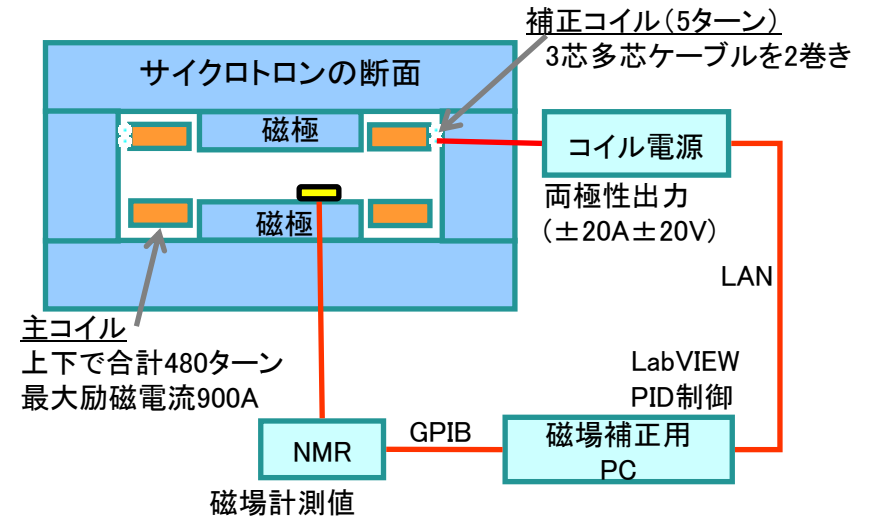 補正コイル（5ターン）
3芯多芯ケーブルを2巻き
サイクロトロンの断面
磁極
コイル電源
磁極
両極性出力
（±20A±20V）
LAN
主コイル
上下で合計480ターン
最大励磁電流900A
LabVIEW
PID制御
NMR
GPIB
磁場補正用
PC
磁場計測値